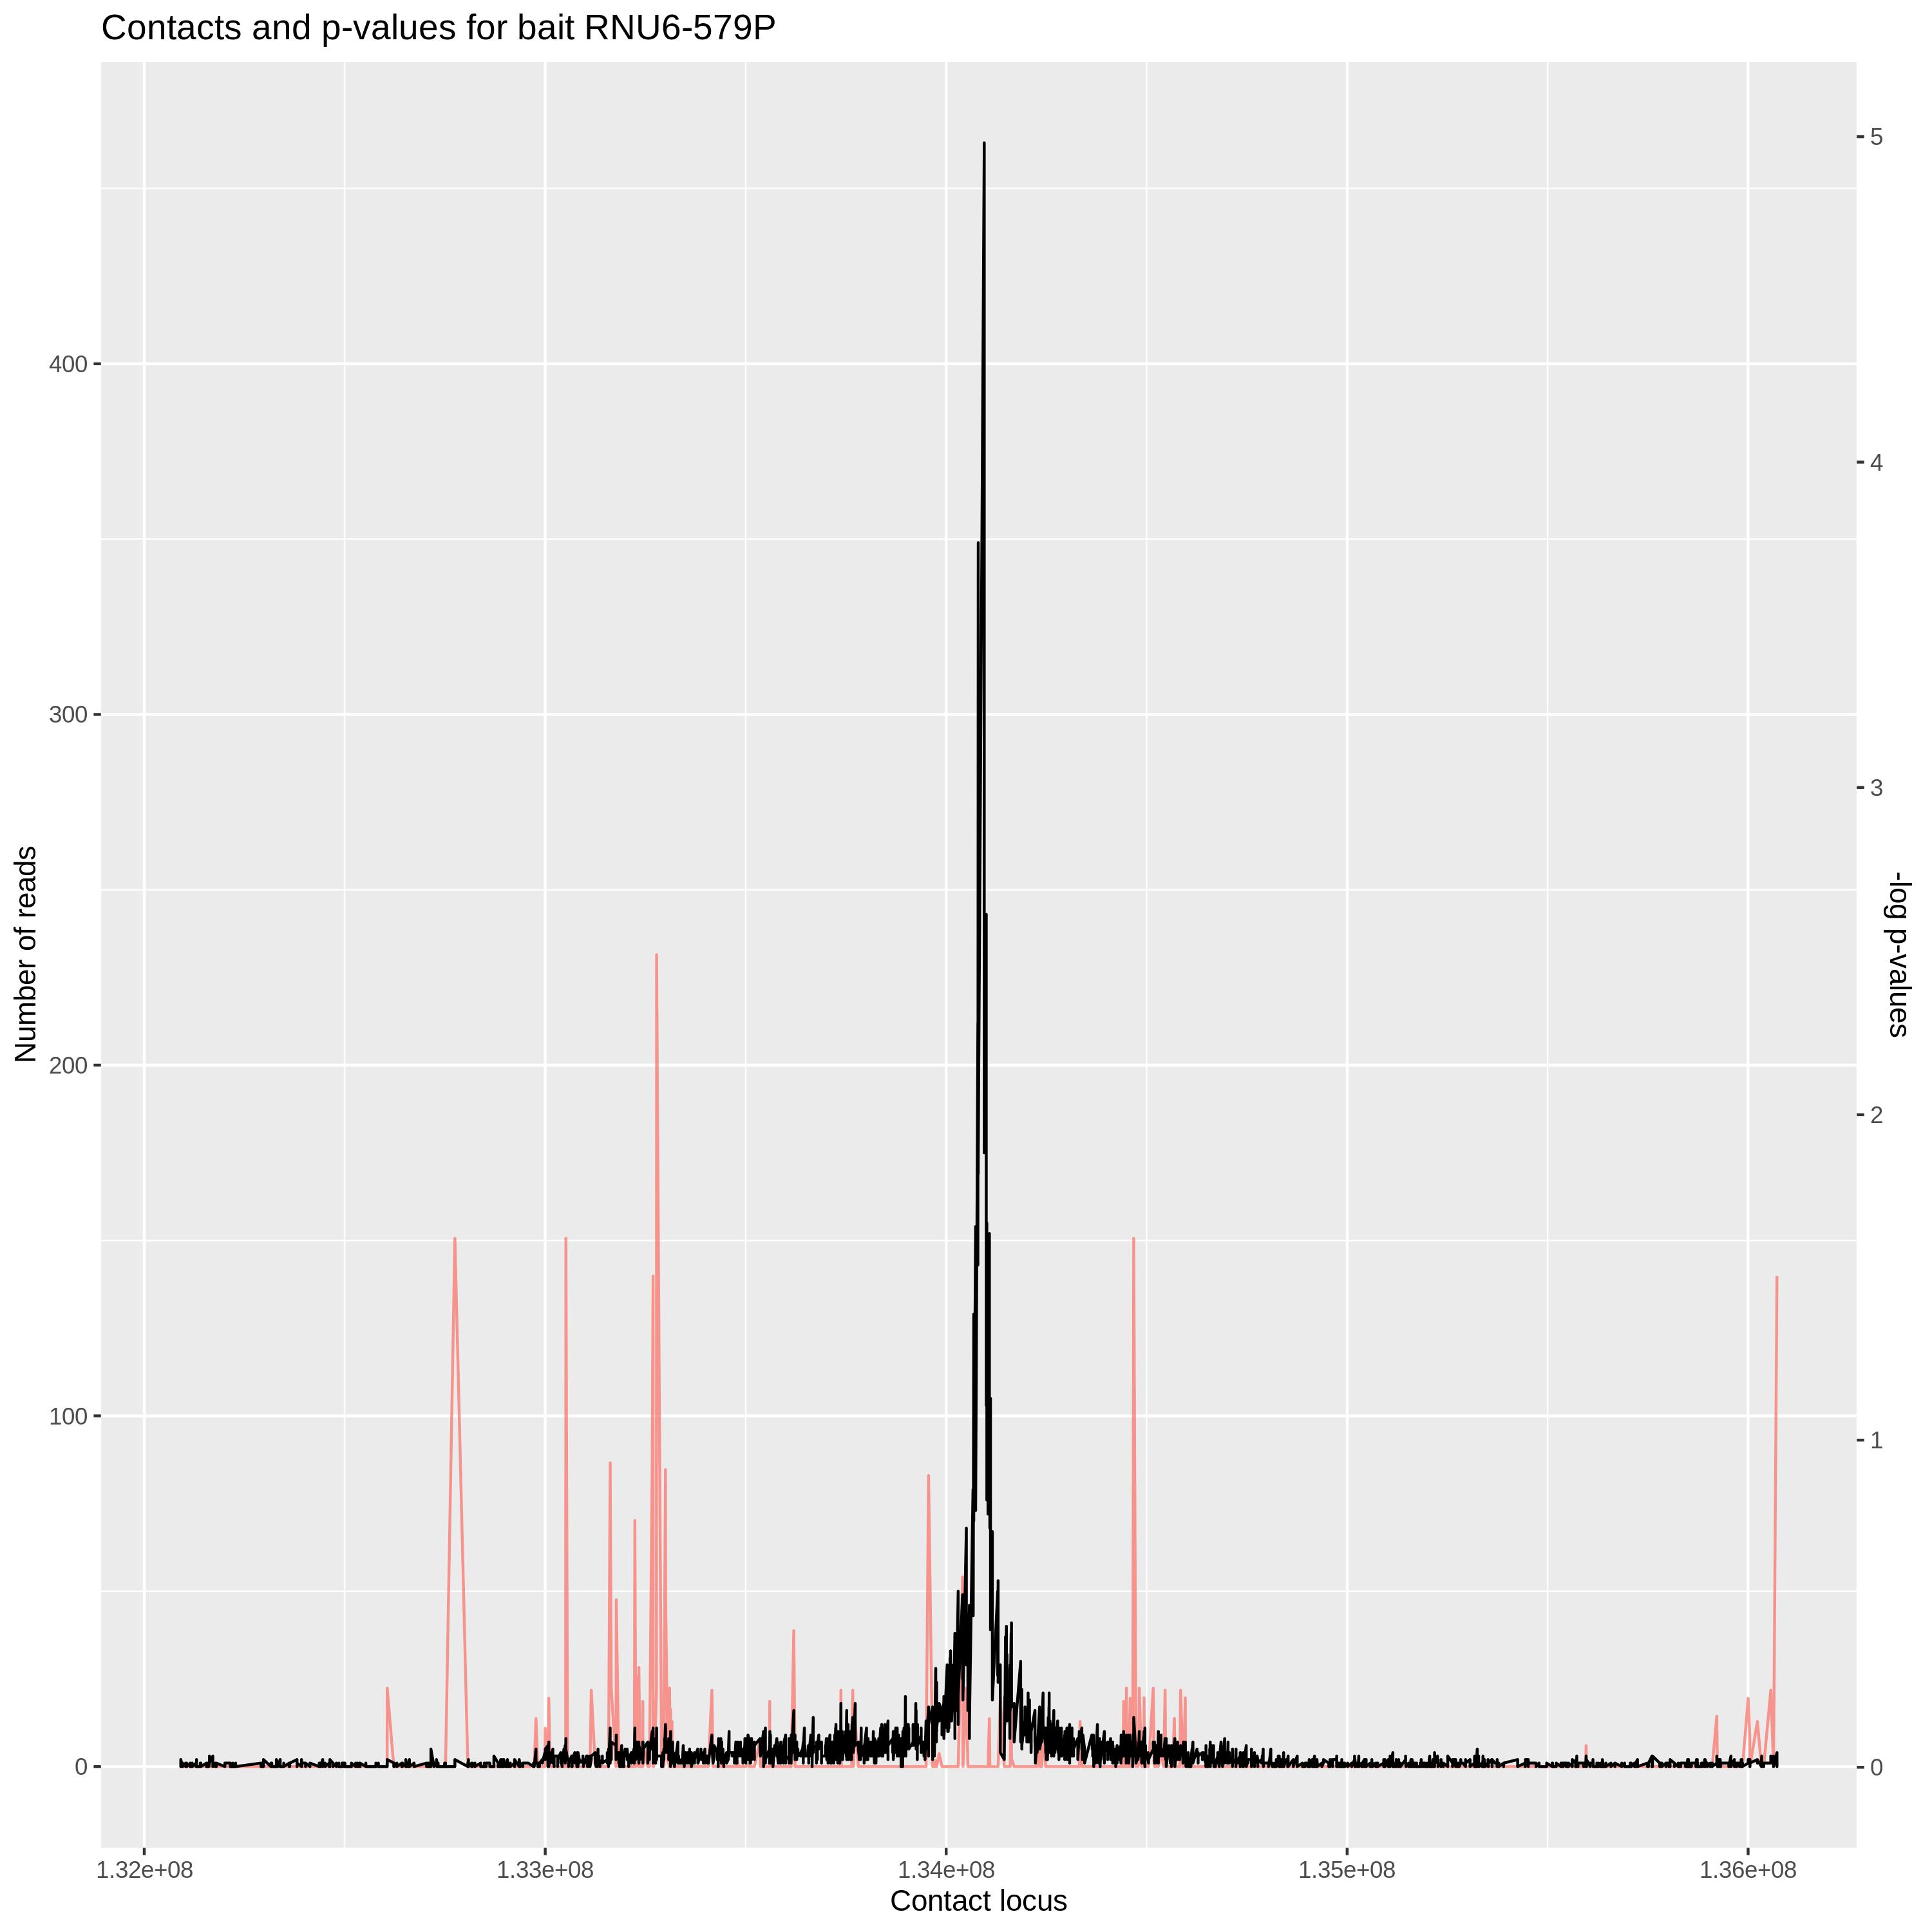 Contacts and p-values for bait RNU6-579P
Number of reads
400
300
200
100
0
5
4
3
2
1
0
-log p-values
1.32e+08
1.33e+08
1.34e+08
1.35e+08
1.36e+08
Contact locus